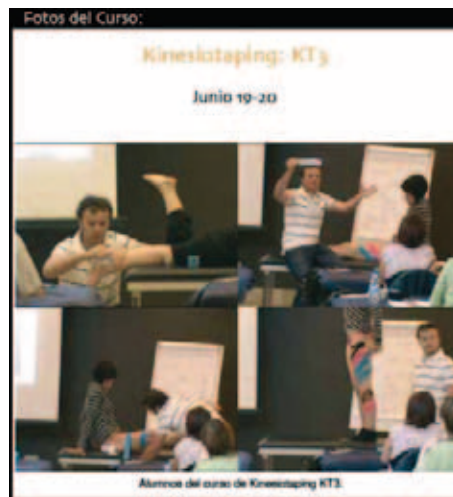 Fotos del Curso:
Kinesiotaping: KT3
Junio 19-20
Alumnos del curso de Kinesiotaping KT3.